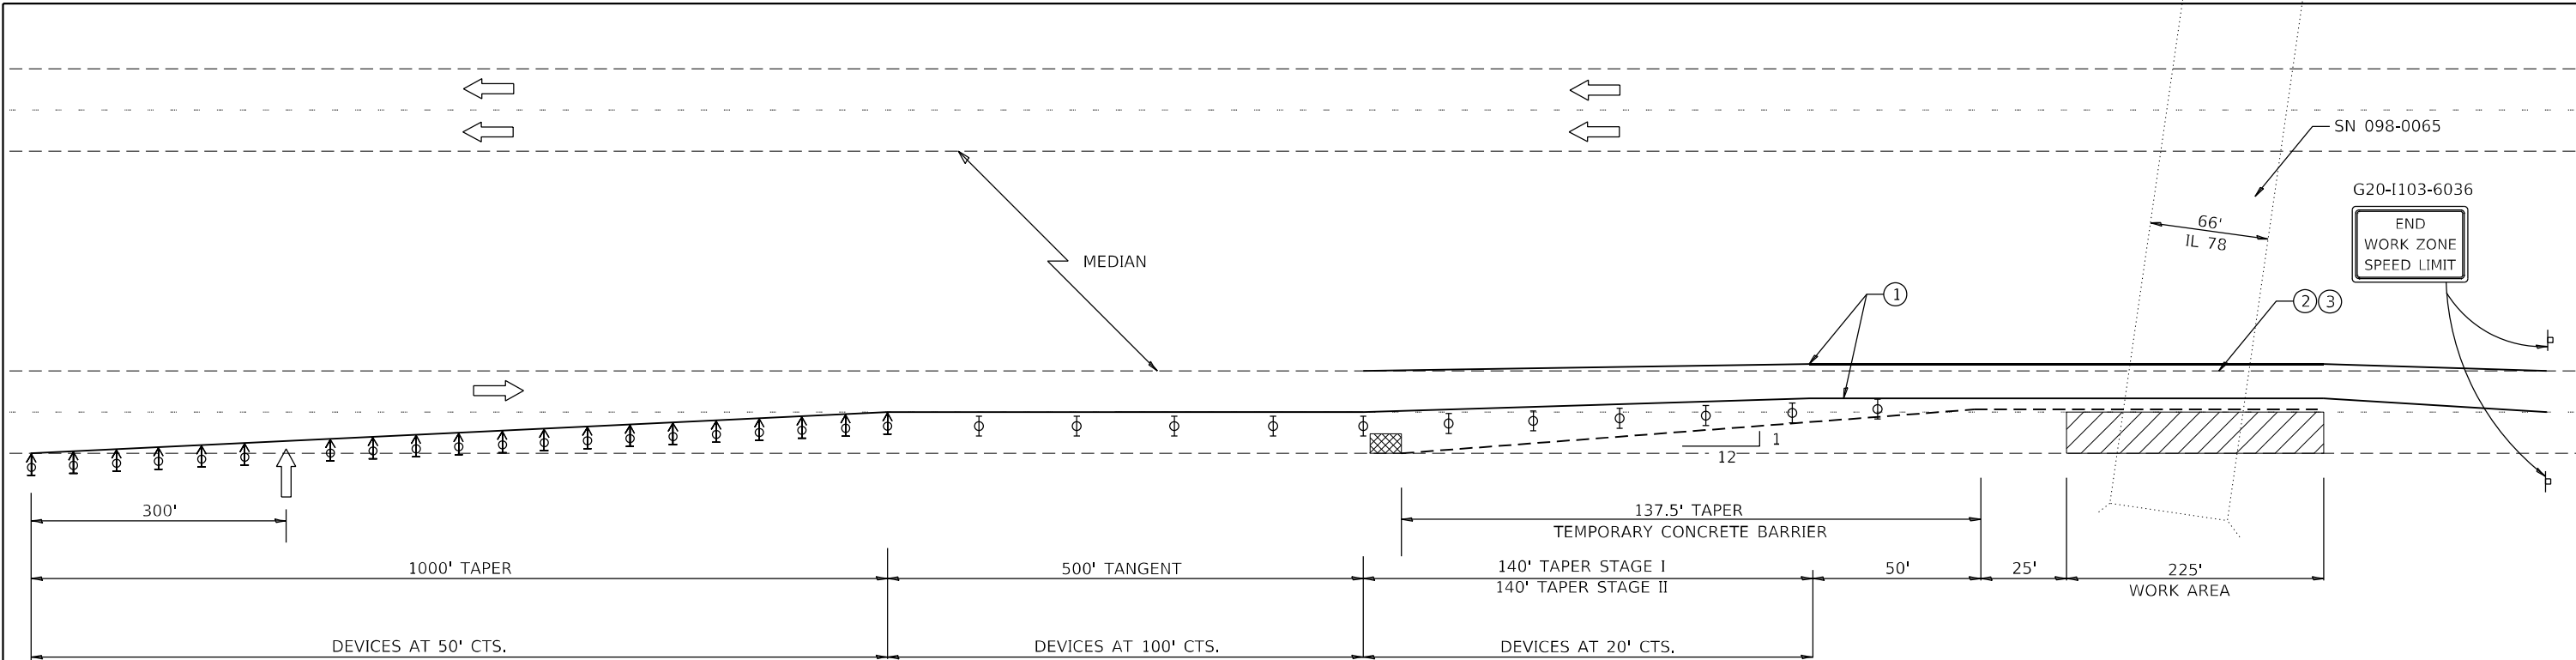 SN 098-0065
G20-I103-6036
66'
IL 78
END
WORK ZONE
SPEED LIMIT
MEDIAN
1
2 3
1
12
300'
137.5' TAPER
TEMPORARY CONCRETE BARRIER
1000' TAPER
500' TANGENT
140' TAPER STAGE I
140' TAPER STAGE II
50'
25'
225'
WORK AREA
DEVICES AT 50' CTS.
DEVICES AT 100' CTS.
DEVICES AT 20' CTS.